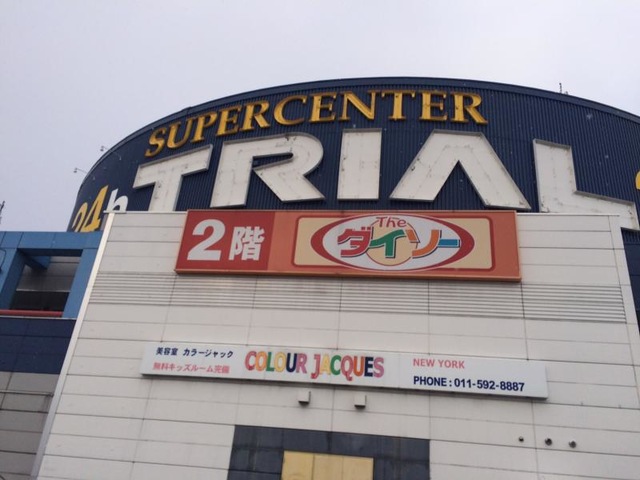 SUPERCENTER
TRIAL
24h
2階
The
ダイソー
美容室 カラージャック
無料キッズルーム完備
COLOUR JACQUES
NEW YORK
PHONE : 011-592-8887